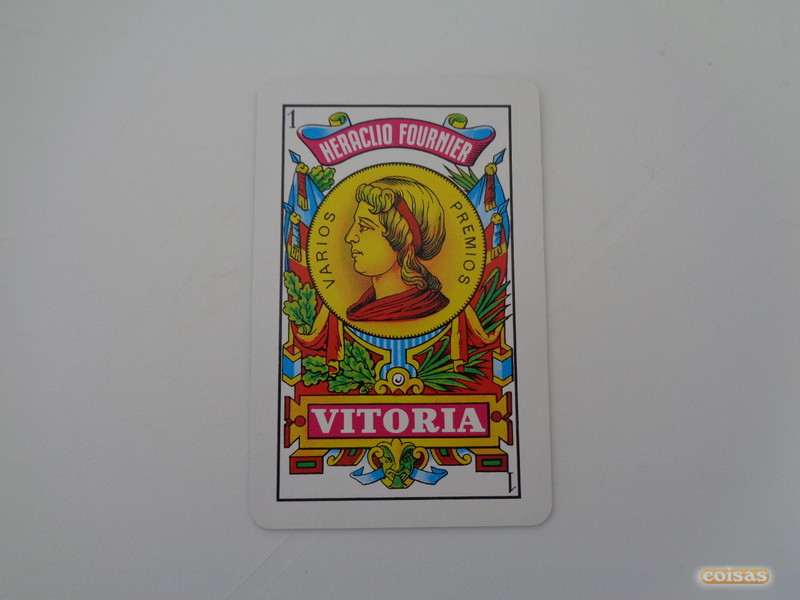 1
HERACLIO FOURNIER
VARIOS
PREMIOS
VITORIA
1
coisas